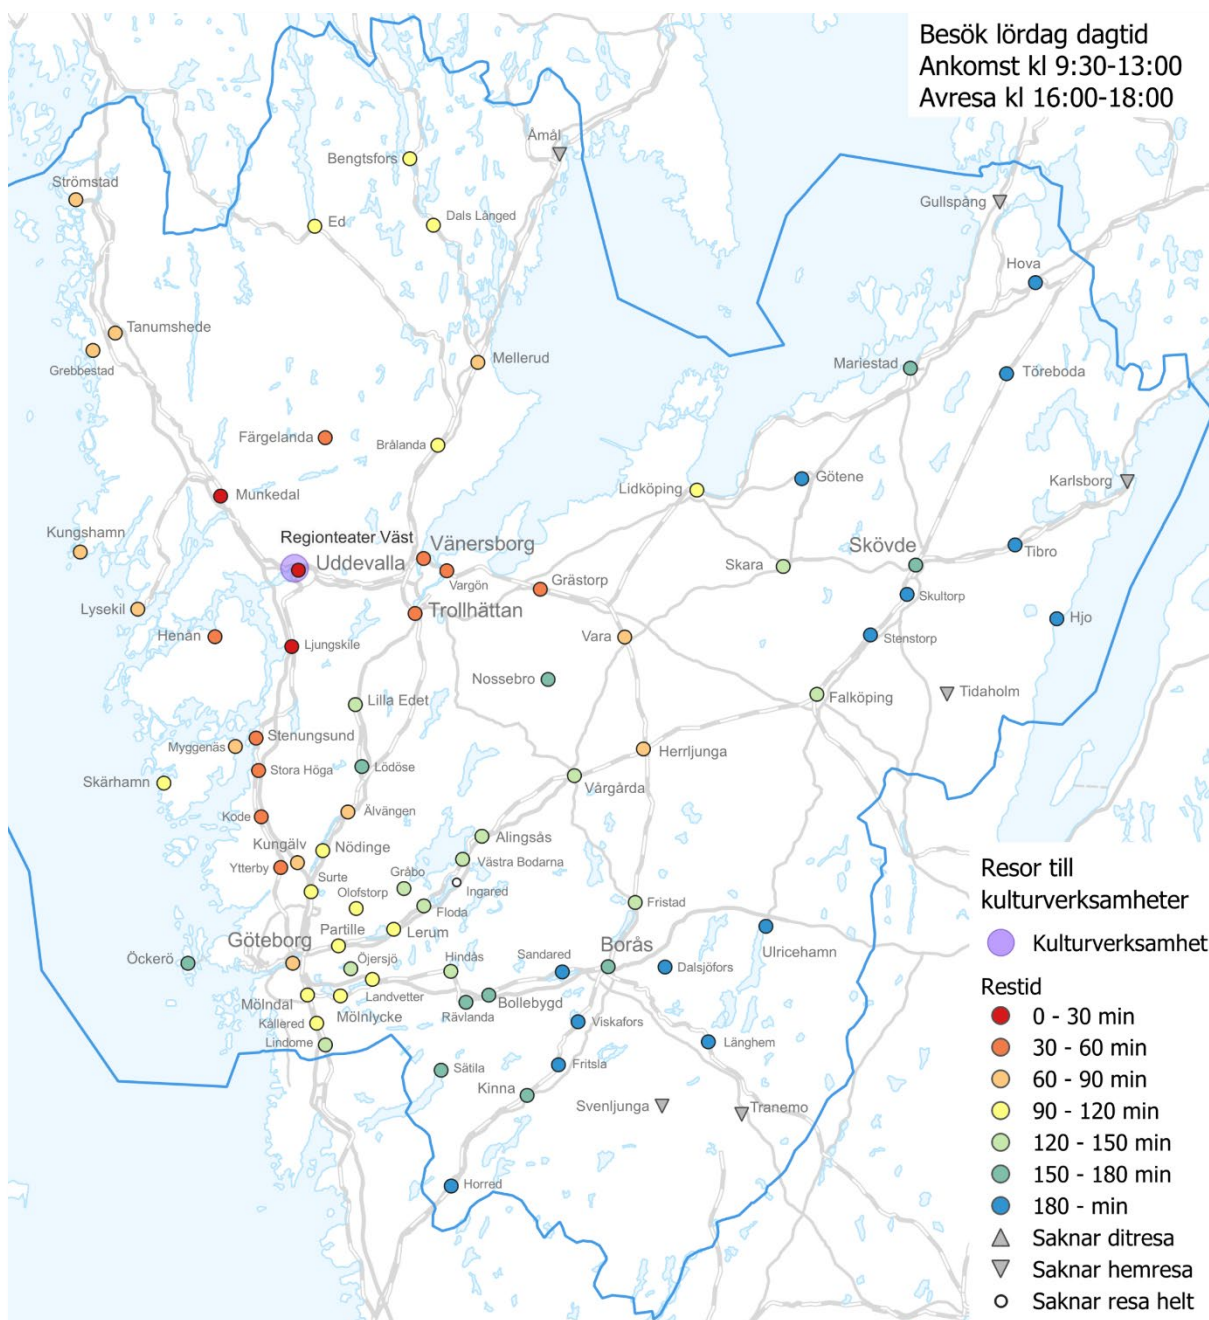 Besök lördag dagtid
Ankomst kl 9:30-13:00
Avresa kl 16:00-18:00
Åmål
Bengtsfors
Strömstad
Gullspång
Ed
Dals Långed
Hova
Tanumshede
Mellerud
Mariestad
Töreboda
Grebbestad
Färgelanda
Brålanda
Götene
Karlsborg
Lidköping
Munkedal
Kungshamn
Regionteater Väst
Uddevalla
Vänersborg
Skövde
Tibro
Skara
Vargön
Grästorp
Skultorp
Lysekil
Trollhättan
Hjo
Henån
Ljungskile
Vara
Stenstorp
Nossebro
Tidaholm
Lilla Edet
Falköping
Stenungsund
Myggenäs
Herrljunga
Stora Höga
Lödöse
Skärhamn
Vårgårda
Kode
Älvängen
Alingsås
Kungälv
Nödinge
Västra Bodarna
Ytterby
Surte
Gråbo
Ingared
Olofstorp
Floda
Fristad
Partille
Lerum
Göteborg
Ulricehamn
Öckerö
Öjersjö
Hindås
Sandared
Borås
Dalsjöfors
Mölndal
Landvetter
Bollebygd
Mölnlycke
Rävlanda
Kållered
Viskafors
Lindome
Länghem
Sätila
Fritsla
Kinna
Svenljunga
Tranemo
Horred
Resor till
kulturverksamheter
Kulturverksamhet
Restid
0 - 30 min
30 - 60 min
60 - 90 min
90 - 120 min
120 - 150 min
150 - 180 min
180 - min
Saknar ditresa
Saknar hemresa
Saknar resa helt